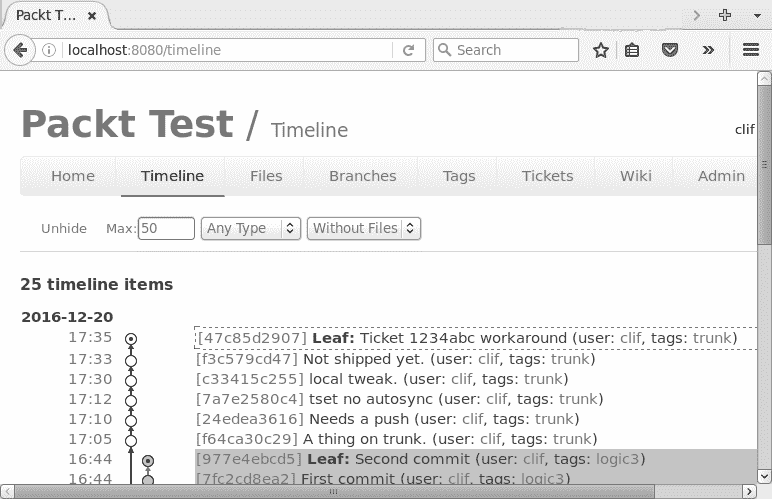 Packt T...
localhost:8080/timeline
Search
Packt Test / Timeline
clif
Home Timeline Files Branches Tags Tickets Wiki Admin
Unhide Max: 50 Any Type Without Files
25 timeline items
2016-12-20
17:35 [47c85d2907] Leaf: Ticket 1234abc workaround (user: clif, tags: trunk)
17:33 [f3c579cd47] Not shipped yet. (user: clif, tags: trunk)
17:30 [c33415c255] local tweak. (user: clif, tags: trunk)
17:12 [7a7e2580c4] tset no autosync (user: clif, tags: trunk)
17:10 [24edea3616] Needs a push (user: clif, tags: trunk)
17:05 [f64ca30c29] A thing on trunk. (user: clif, tags: trunk)
16:44 [977e4ebcd5] Leaf: Second commit (user: clif, tags: logic3)
16:44 [7fc2cd8ea2] First commit (user: clif, tags: logic3)